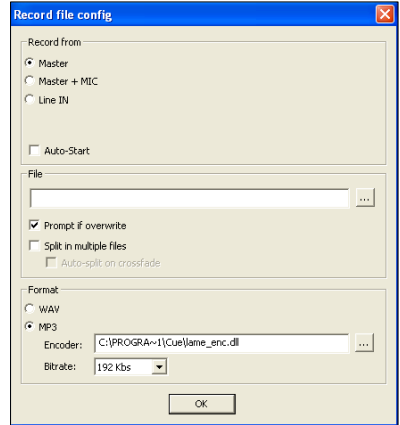 Record file config
Record from
Master
Master + MIC
Line IN
Auto-Start
File
...
Prompt if overwrite
Split in multiple files
Auto-split on crossfade
Format
WAV
MP3
Encoder: C:\PROGRA~1\Cue\lame_enc.dll ...
Bitrate: 192 Kbs
OK